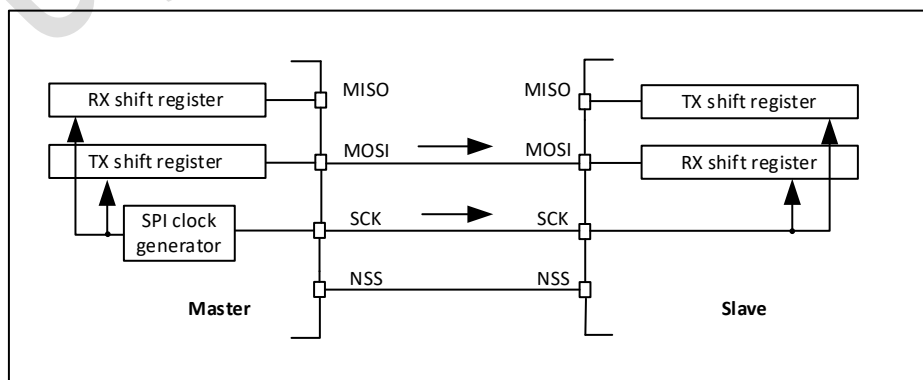 MISO MISO
RX shift register TX shift register
TX shift register MOSI MOSI RX shift register
SPI clock
generator
SCK SCK
NSS NSS
Master Slave